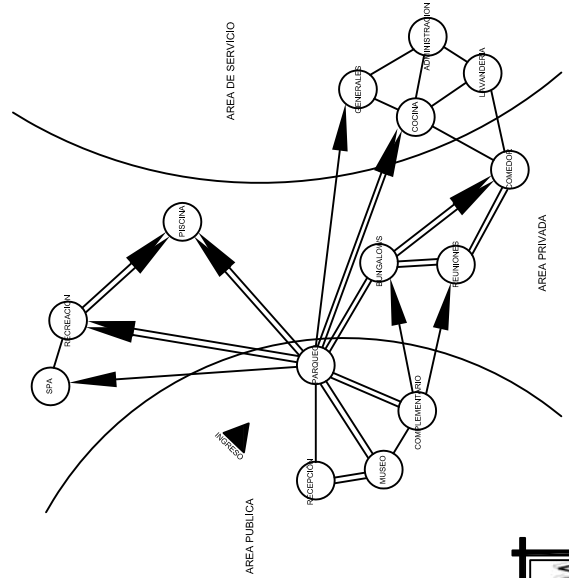 AREA DE SERVICIO
ADMINISTRACION
GENERALES
LAVANDERIA
COCINA
COMEDOR
PISCINA
AREA PRIVADA
BUNGALOWS
REUNIONES
RECREACION
SPA
PARQUEO
COMPLEMENTARIO
INGRESO
MUSEO
RECEPCION
AREA PUBLICA